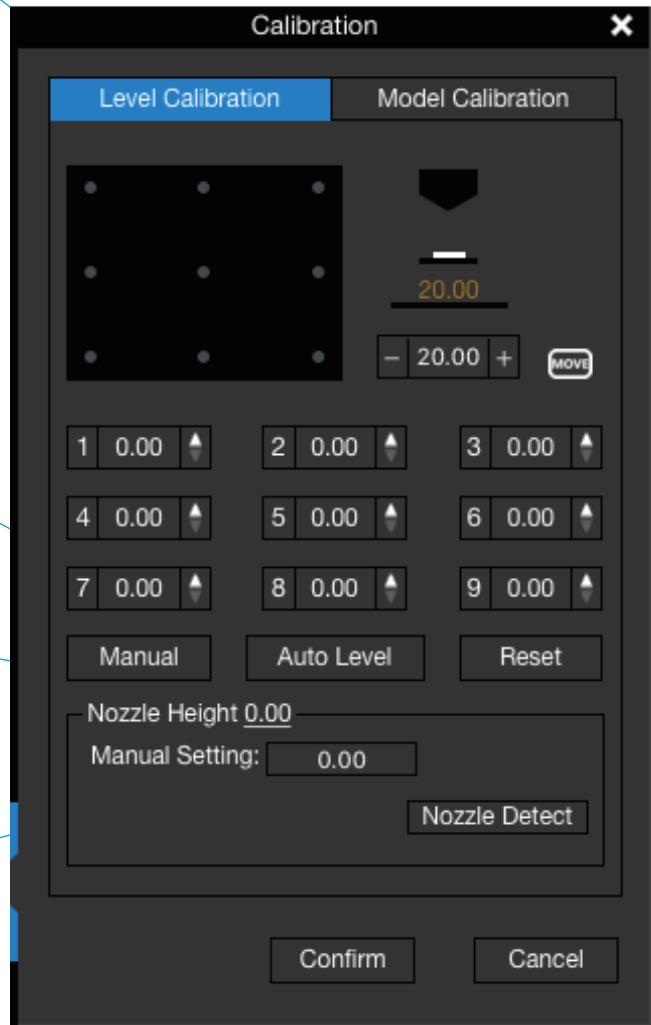 Calibration
Level Calibration Model Calibration
20.00
− 20.00 + MOVE
1 0.00 2 0.00 3 0.00
4 0.00 5 0.00 6 0.00
7 0.00 8 0.00 9 0.00
Manual Auto Level Reset
Nozzle Height 0.00
Manual Setting: 0.00
Nozzle Detect
Confirm Cancel